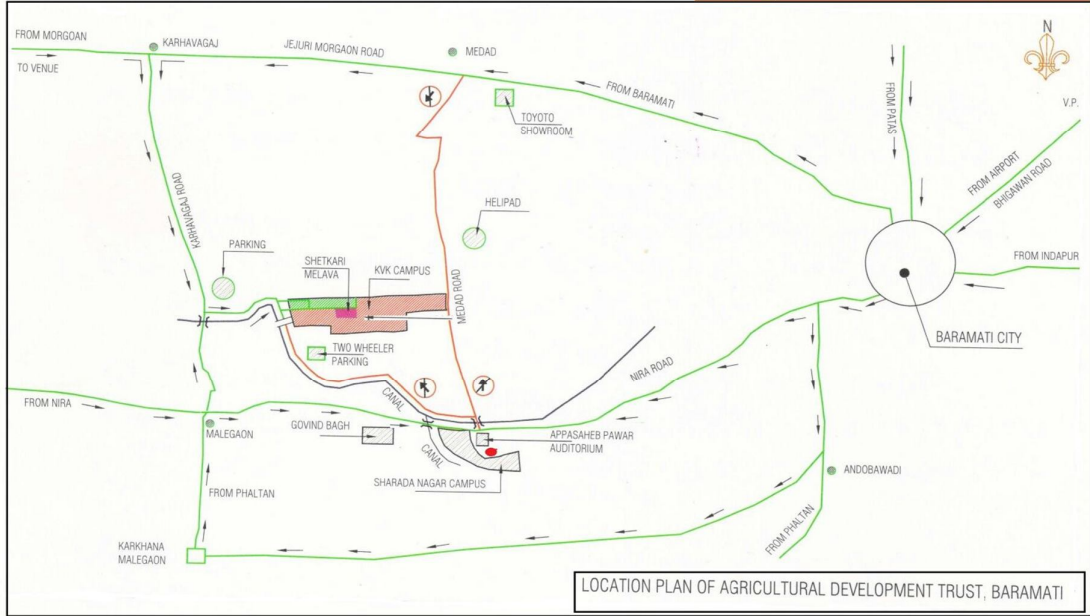 FROM MORGOAN
TO VENUE
KARHAVAGAJ
JEJURI MORGAON ROAD
MEDAD
N
V.P.
TOYOTO
SHOWROOM
FROM BARAMATI
FROM PATAS
FROM AIRPORT
BHIGAWAN ROAD
KARHAVAGAJ ROAD
HELIPAD
PARKING
SHETKARI
MELAVA
KVK CAMPUS
MEDAD ROAD
FROM INDAPUR
BARAMATI CITY
TWO WHEELER
PARKING
NIRA ROAD
FROM NIRA
CANAL
MALEGAON
GOVIND BAGH
CANAL
APPASAHEB PAWAR
AUDITORIUM
SHARADA NAGAR CAMPUS
ANDOBAWADI
FROM PHALTAN
FROM PHALTAN
KARKHANA
MALEGAON
LOCATION PLAN OF AGRICULTURAL DEVELOPMENT TRUST, BARAMATI